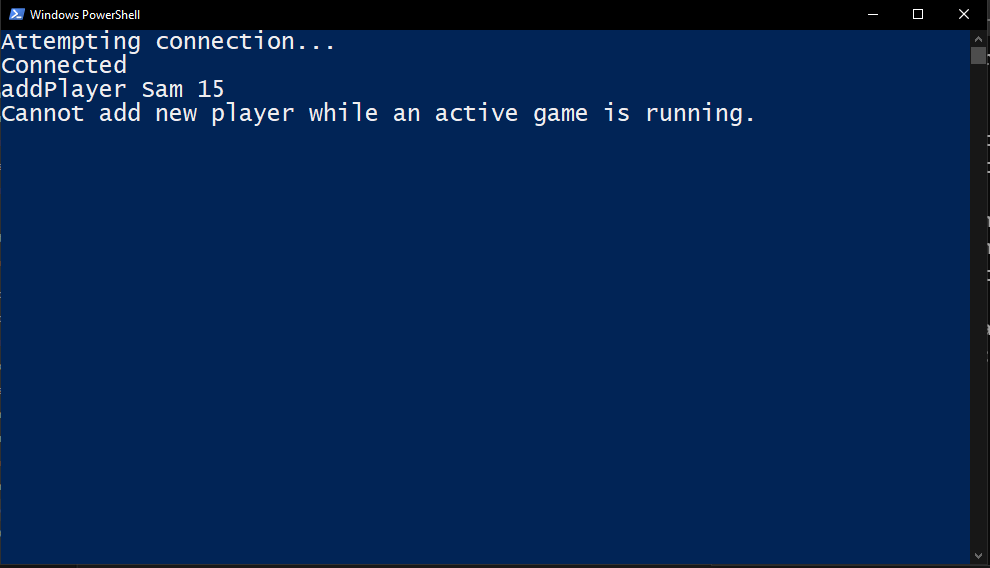 Windows PowerShell
Attempting connection...
Connected
addPlayer Sam 15
Cannot add new player while an active game is running.